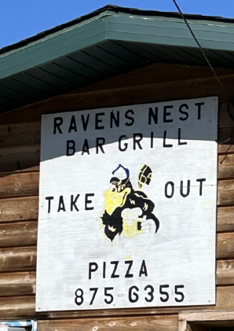 RAVENS NEST
BAR GRILL
TAKE OUT
PIZZA
875-6355